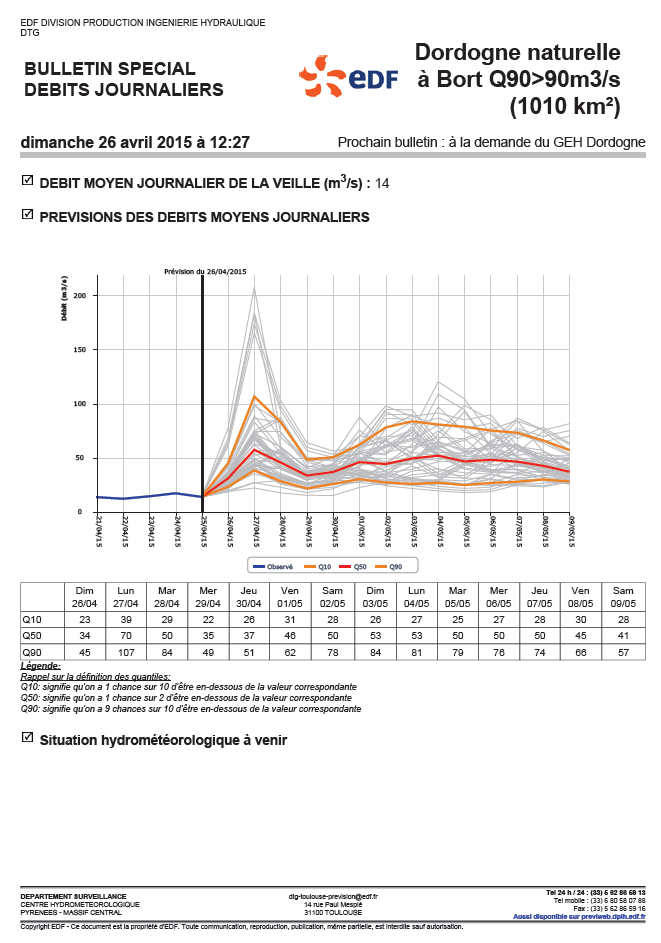 EDF DIVISION PRODUCTION INGENIERIE HYDRAULIQUE
DTG
BULLETIN SPECIAL
DEBITS JOURNALIERS
eDF
Dordogne naturelle
à Bort Q90>90m3/s
(1010 km²)
dimanche 26 avril 2015 à 12:27
Prochain bulletin : à la demande du GEH Dordogne
DEBIT MOYEN JOURNALIER DE LA VEILLE (m³/s) : 14
PREVISIONS DES DEBITS MOYENS JOURNALIERS
Prévision du 26/04/2015
Débit (m3/s)
200
150
100
50
0
21/04/15 22/04/15 23/04/15 24/04/15 25/04/15 26/04/15 27/04/15 28/04/15 29/04/15 30/04/15 01/05/15 02/05/15 03/05/15 04/05/15 05/05/15 06/05/15 07/05/15 08/05/15 09/05/15
Observé Q10 Q50 Q90
Dim Lun Mar Mer Jeu Ven Sam Dim Lun Mar Mer Jeu Ven Sam
26/04 27/04 28/04 29/04 30/04 01/05 02/05 03/05 04/05 05/05 06/05 07/05 08/05 09/05
Q10 23 39 29 22 26 31 28 26 27 25 27 28 30 28
Q50 34 70 50 35 37 46 50 53 53 50 50 50 45 41
Q90 45 107 84 49 51 62 78 84 81 79 76 74 66 57
Légende:
Rappel sur la définition des quantiles:
Q10: signifie qu'on a 1 chance sur 10 d'être en-dessous de la valeur correspondante
Q50: signifie qu'on a 1 chance sur 2 d'être en-dessous de la valeur correspondante
Q90: signifie qu'on a 9 chances sur 10 d'être en-dessous de la valeur correspondante
Situation hydrométéorologique à venir
DEPARTEMENT SURVEILLANCE
CENTRE HYDROMETEOROLOGIQUE
PYRENEES - MASSIF CENTRAL
dtg-toulouse-prevision@edf.fr
14 rue Paul Mesplé
31100 TOULOUSE
Tel 24 h / 24 : (33) 5 62 86 59 13
Tel mobile : (33) 6 80 58 07 88
Fax : (33) 5 62 86 59 16
Aussi disponible sur previweb.dpih.edf.fr
Copyright EDF - Ce document est la propriété d'EDF. Toute communication, reproduction, publication, même partielle, est interdite sauf autorisation.